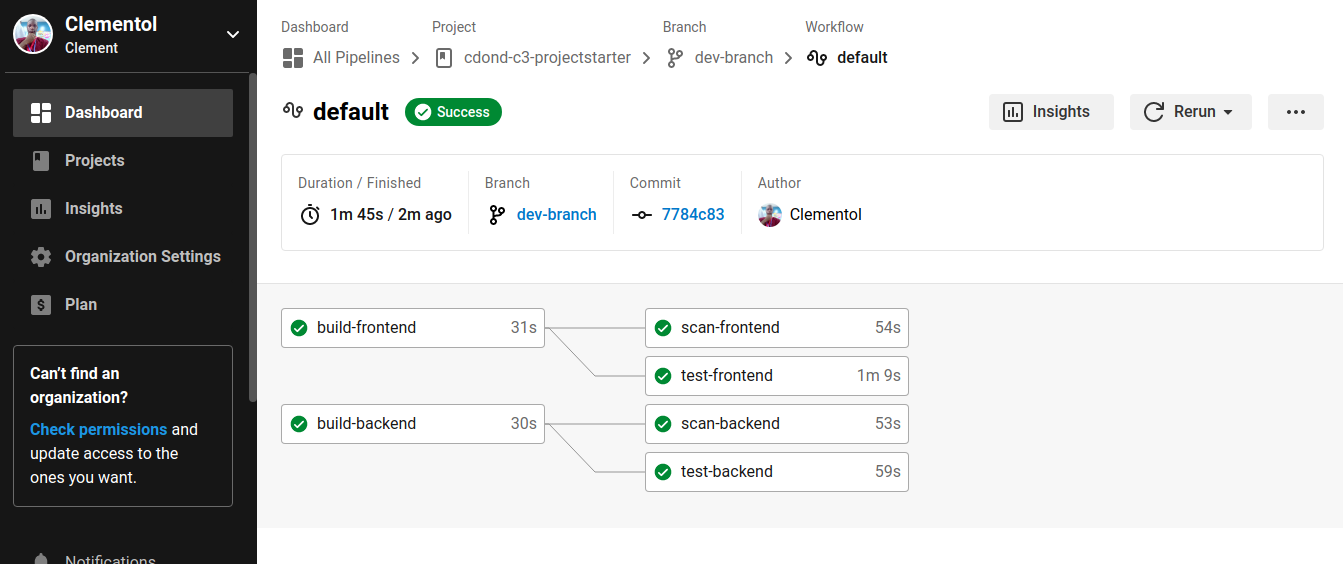 Clementol
Clement
Dashboard
Projects
Insights
Organization Settings
Plan
Can't find an
organization?
Check permissions and
update access to the
ones you want.
Notifications
Dashboard
Project
Branch
Workflow
All Pipelines
cdond-c3-projectstarter
dev-branch
default
default
Success
Insights
Rerun
Duration / Finished
1m 45s / 2m ago
Branch
dev-branch
Commit
7784c83
Author
Clementol
build-frontend 31s
scan-frontend 54s
test-frontend 1m 9s
build-backend 30s
scan-backend 53s
test-backend 59s